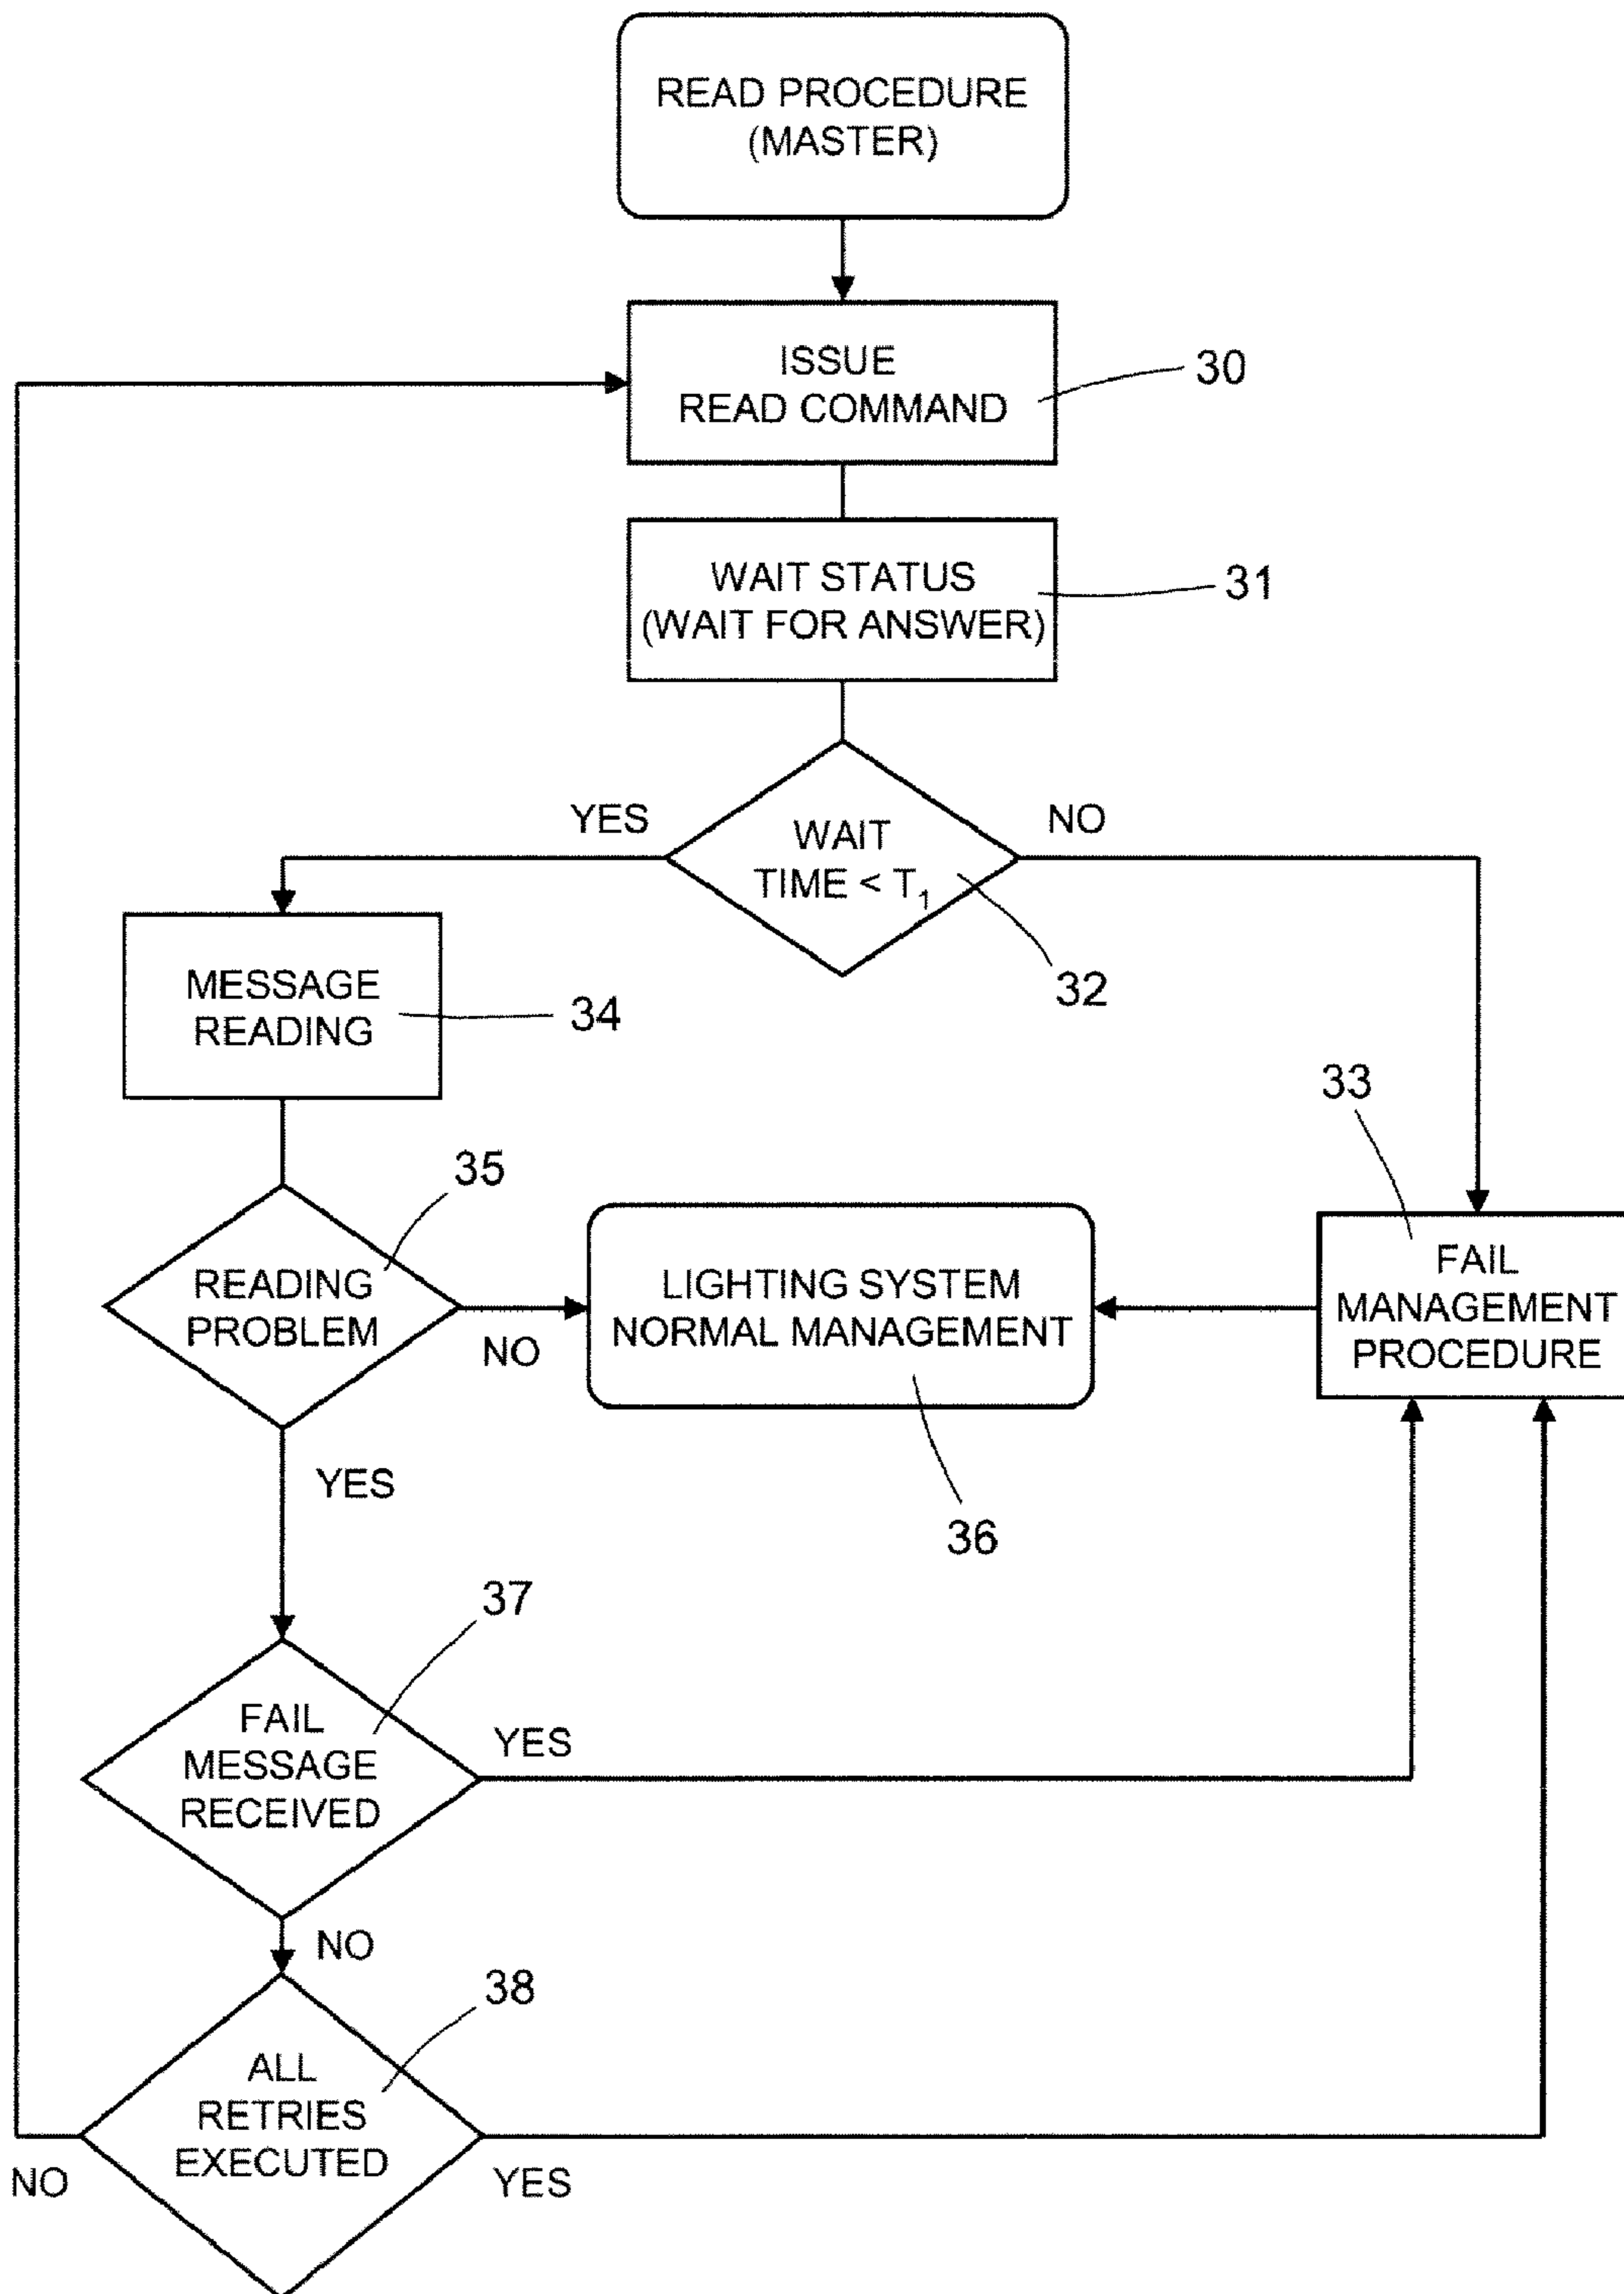 READ PROCEDURE
(MASTER)
ISSUE
READ COMMAND
30
WAIT STATUS
(WAIT FOR ANSWER)
31
YES
NO
WAIT
TIME < T1
32
MESSAGE
READING
34
33
35
READING
PROBLEM
NO
LIGHTING SYSTEM
NORMAL MANAGEMENT
FAIL
MANAGEMENT
PROCEDURE
YES
36
37
FAIL
MESSAGE
RECEIVED
YES
NO
38
ALL
RETRIES
EXECUTED
NO
YES